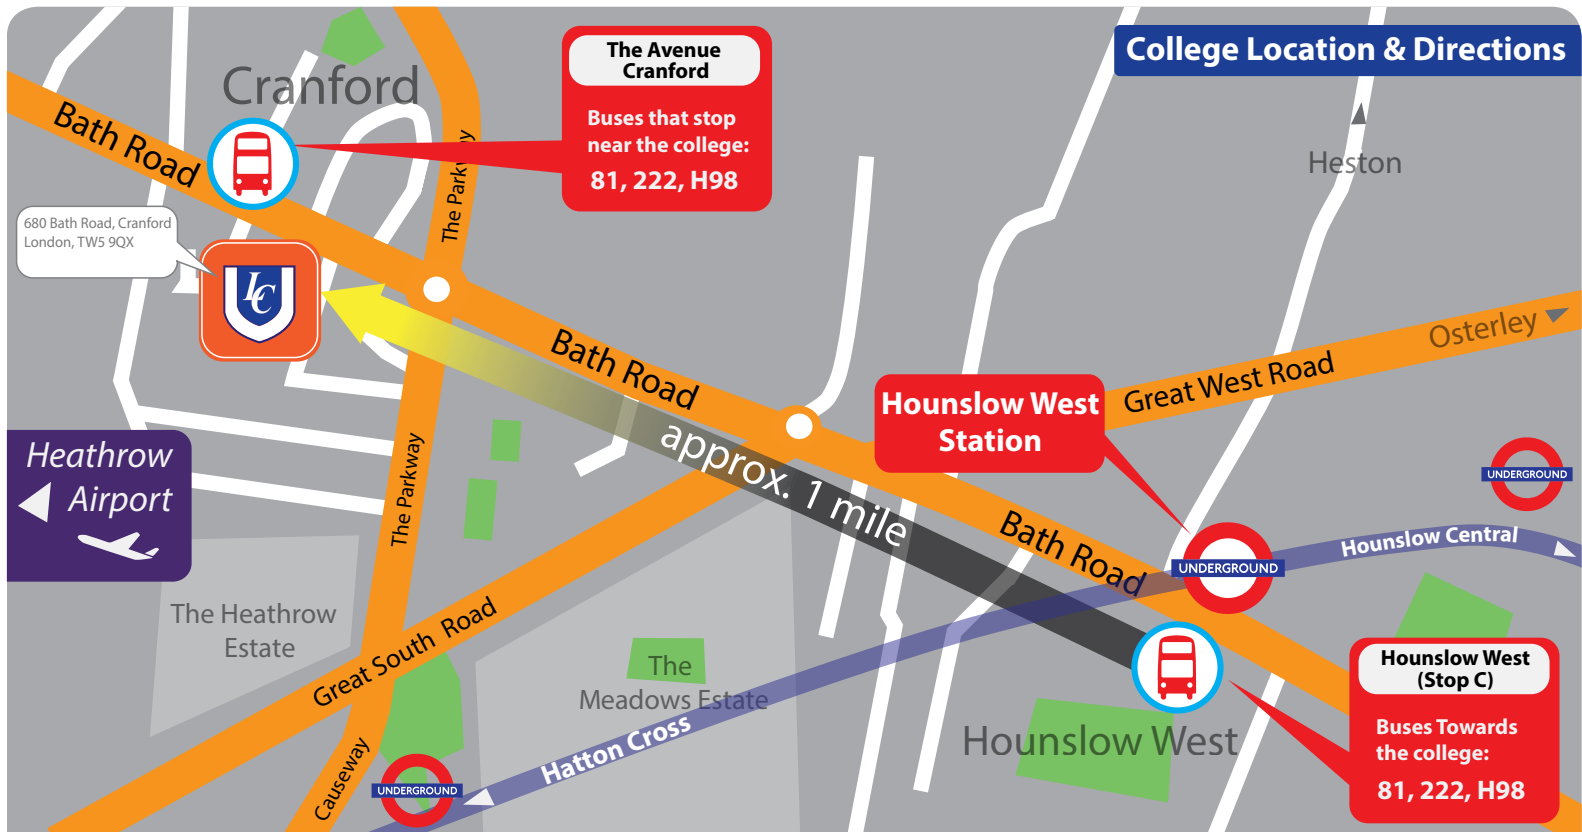 College Location & Directions
The Avenue
Cranford
Buses that stop
near the college:
81, 222, H98
Cranford
Bath Road
The Parkway
Heston
680 Bath Road, Cranford
London, TW5 9QX
LC
Bath Road
Osterley
Great West Road
Hounslow West
Station
approx. 1 mile
Heathrow
Airport
The Parkway
UNDERGROUND
Bath Road
Hounslow Central
UNDERGROUND
The Heathrow
Estate
Great South Road
The
Meadows Estate
Hatton Cross
Hounslow West
Causeway
UNDERGROUND
Hounslow West
(Stop C)
Buses Towards
the college:
81, 222, H98